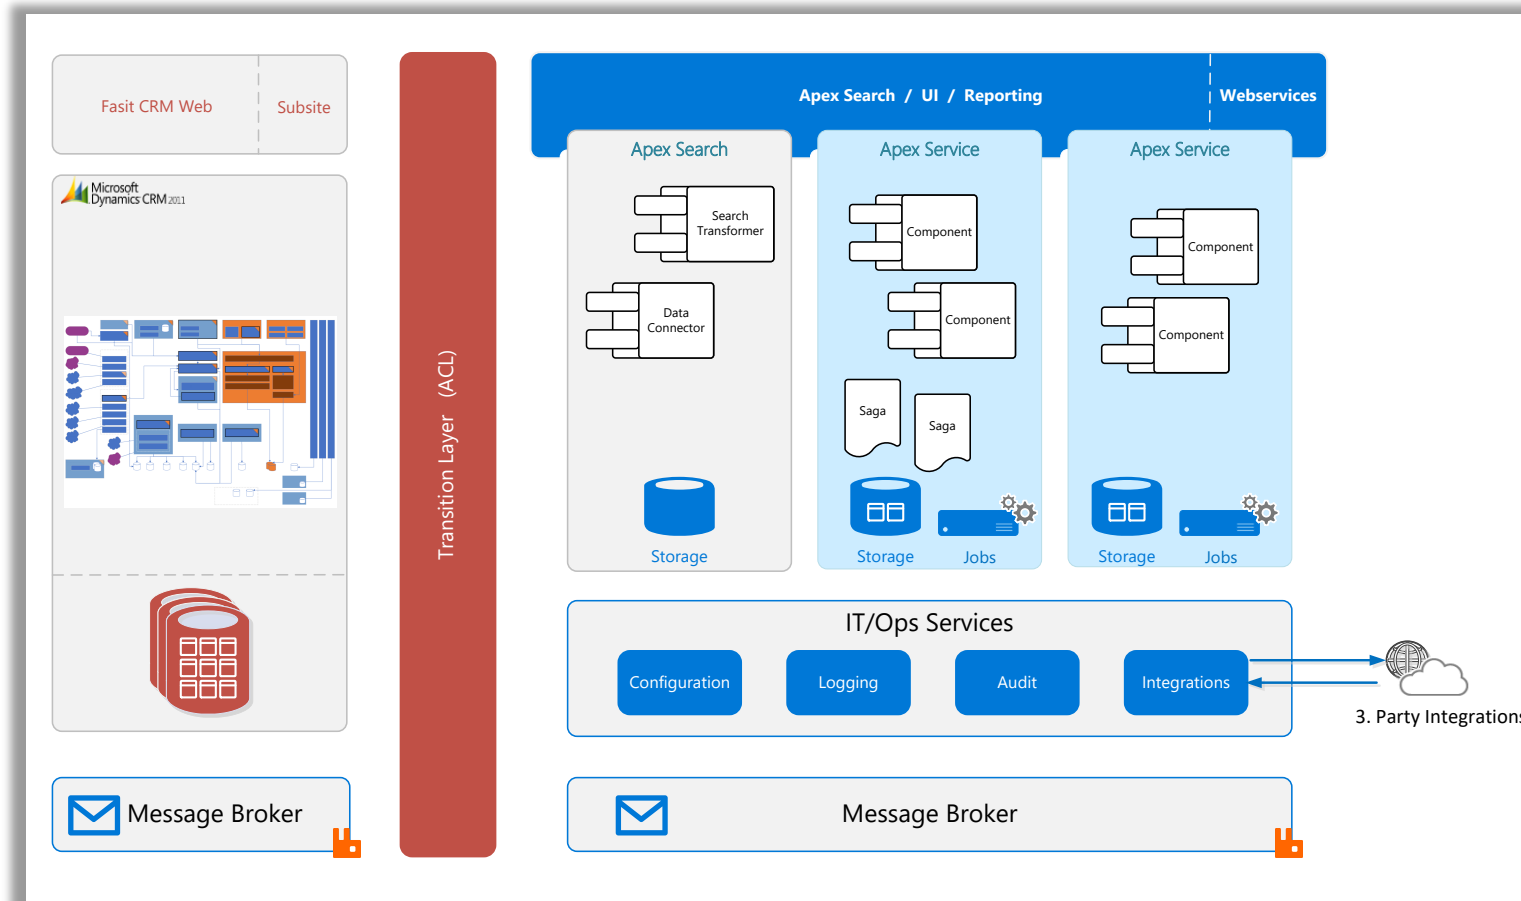 Fasit CRM Web
Subsite
Microsoft
Dynamics CRM 2011
Transition Layer (ACL)
Apex Search / UI / Reporting
Webservices
Apex Search
Search
Transformer
Data
Connector
Storage
Apex Service
Component
Component
Saga
Saga
Storage
Jobs
Apex Service
Component
Component
Storage
Jobs
IT/Ops Services
Configuration
Logging
Audit
Integrations
3. Party Integrations
Message Broker
Message Broker